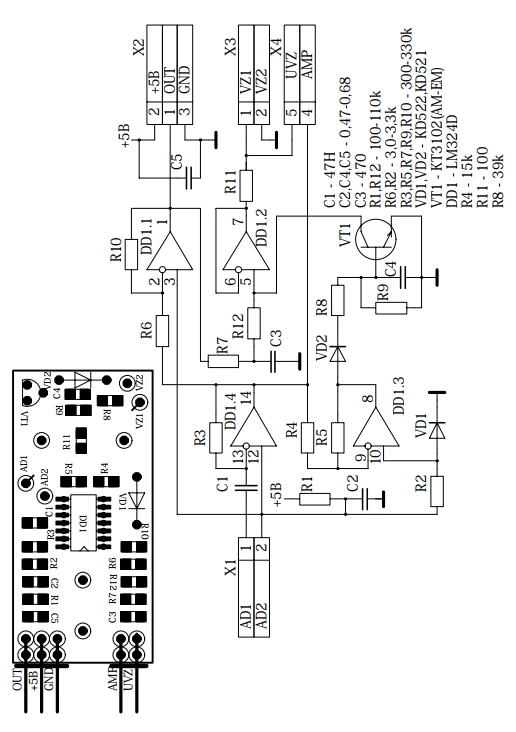 OUT
+5B
GND
AMP
UVZ
C5
R1
C2
R2
R3
C1
C3
R7
R12
R6
R10
DD1
VD1
AD1
AD2
R5
R4
R11
VZ1
VZ2
R9
C4
R8
VD2
VT1
X1
AD1 1
AD2 2
+5B
R1
C2
R2
VD1
C1
R3
13
12
14
DD1.4
R4
R5
9
10
8
DD1.3
R6
R7
R12
C3
VD2
R8
R9
C4
VT1
R10
2
3
1
DD1.1
6
5
7
DD1.2
R11
C5
+5B
X2
2 +5B
1 OUT
3 GND
X3
1 VZ1
2 VZ2
X4
5 UVZ
4 AMP
C1 - 47H
C2,C4,C5 - 0,47-0,68
C3 - 470
R1,R12 - 100-110k
R6,R2 - 3,0-3,3k
R3,R5,R7,R9,R10 - 300-330k
VD1,VD2 - KD522,KD521
VT1 - KT3102(AM-EM)
DD1 - LM324D
R4 - 15k
R11 - 100
R8 - 39k